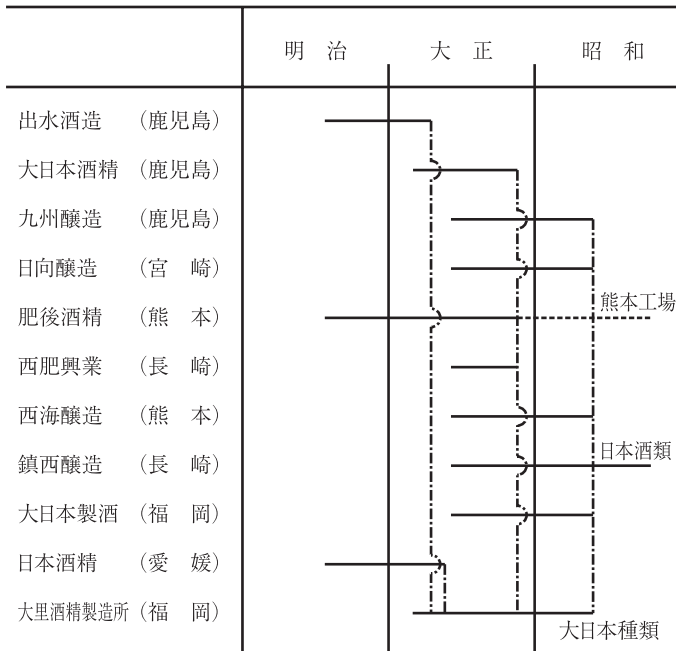 明　治　大　正　昭　和
出水酒造　（鹿児島）
大日本酒精　（鹿児島）
九州醸造　（鹿児島）
日向醸造　（宮　崎）
熊本工場
肥後酒精　（熊　本）
西肥興業　（長　崎）
西海醸造　（熊　本）
日本酒類
鎮西醸造　（長　崎）
大日本製酒　（福　岡）
日本酒精　（愛　媛）
大里酒精製造所　（福　岡）
大日本種類